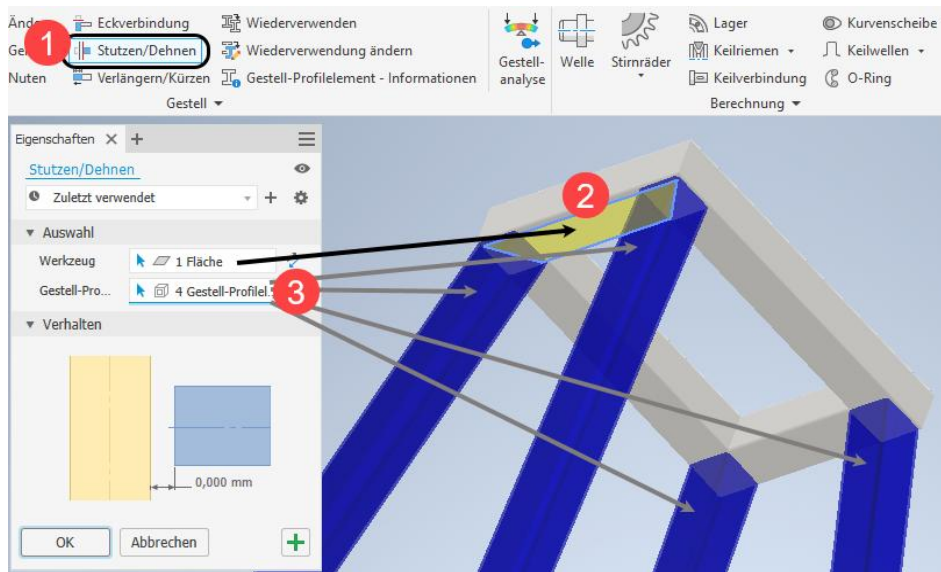 Eckverbindung
Wiederverwenden
Lager
Kurvenscheibe
1
Stutzen/Dehnen
Wiederverwendung ändern
Gestell-
analyse
Welle
Stirnräder
Keilriemen
Keilwellen
Nuten
Verlängern/Kürzen
Gestell-Profilelement - Informationen
Keilverbindung
O-Ring
Gestell
Berechnung
Eigenschaften
Stutzen/Dehnen
Zuletzt verwendet
2
Auswahl
Werkzeug
1 Fläche
Gestell-Pro...
4 Gestell-Profilel.
3
Verhalten
0,000 mm
OK
Abbrechen